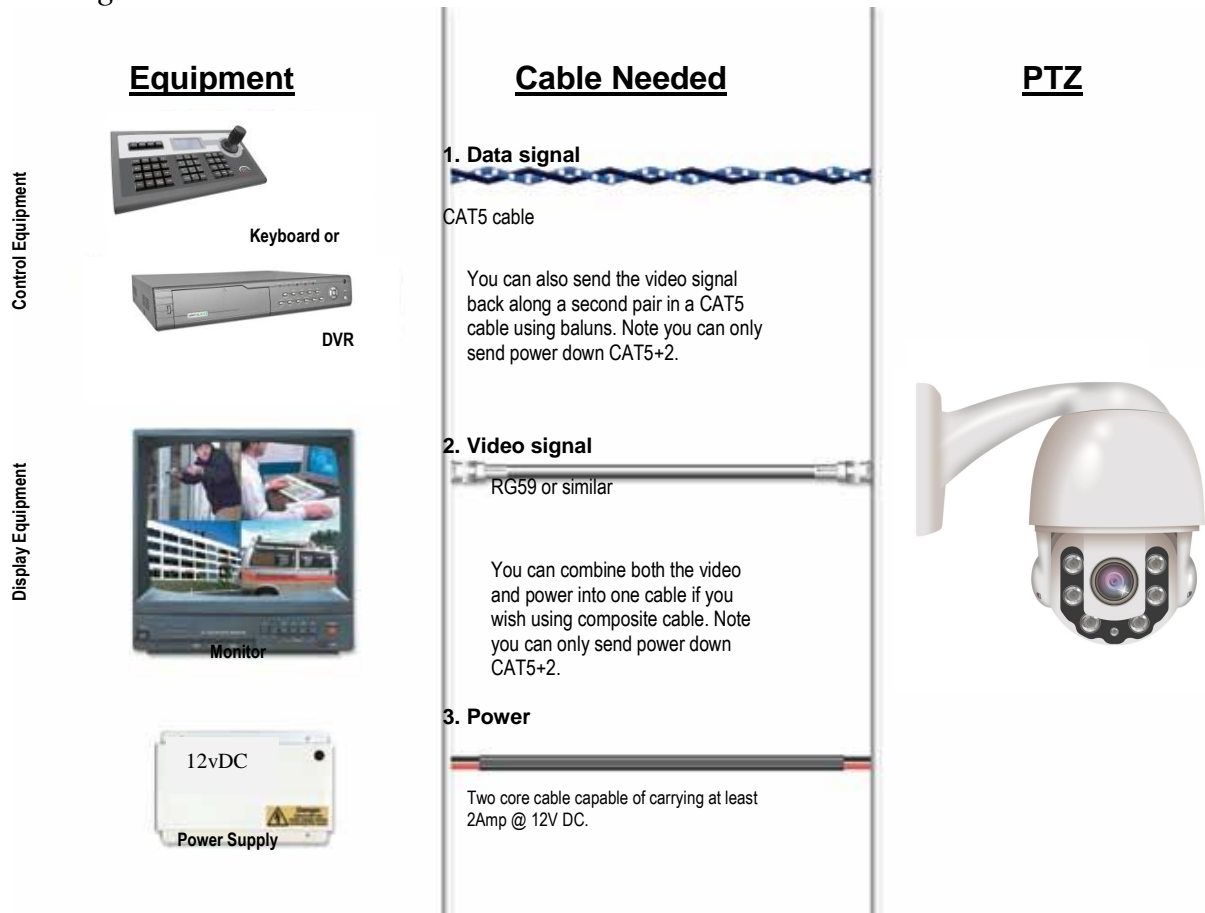 Equipment
Cable Needed
PTZ
Control Equipment
Keyboard or
DVR
1. Data signal
CAT5 cable
You can also send the video signal
back along a second pair in a CAT5
cable using baluns. Note you can only
send power down CAT5+2.
Display Equipment
Monitor
2. Video signal
RG59 or similar
You can combine both the video
and power into one cable if you
wish using composite cable. Note
you can only send power down
CAT5+2.
12vDC
Danger
Power Supply
3. Power
Two core cable capable of carrying at least
2Amp @ 12V DC.